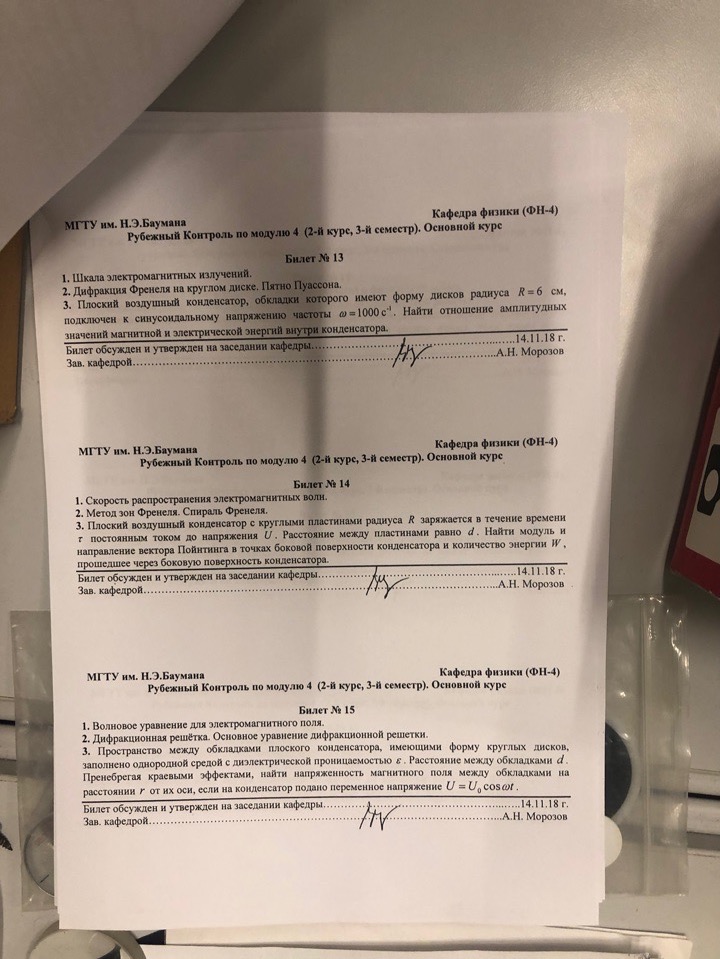 МГТУ им. Н.Э.Баумана Кафедра физики (ФН-4)
Рубежный Контроль по модулю 4 (2-й курс, 3-й семестр). Основной курс
Билет № 13
1. Шкала электромагнитных излучений.
2. Дифракция Френеля на круглом диске. Пятно Пуассона.
3. Плоский воздушный конденсатор, обкладки которого имеют форму дисков радиуса R = 6 см,
подключен к синусоидальному напряжению частоты ω = 1000 с⁻¹. Найти отношение амплитудных
значений магнитной и электрической энергий внутри конденсатора.
Билет обсужден и утвержден на заседании кафедры.......................................................14.11.18 г.
Зав. кафедрой.......................................................А.Н. Морозов
МГТУ им. Н.Э.Баумана Кафедра физики (ФН-4)
Рубежный Контроль по модулю 4 (2-й курс, 3-й семестр). Основной курс
Билет № 14
1. Скорость распространения электромагнитных волн.
2. Метод зон Френеля. Спираль Френеля.
3. Плоский воздушный конденсатор с круглыми пластинами радиуса R заряжается в течение времени
τ постоянным током до напряжения U. Расстояние между пластинами равно d. Найти модуль и
направление вектора Пойнтинга в точках боковой поверхности конденсатора и количество энергии W,
прошедшее через боковую поверхность конденсатора.
Билет обсужден и утвержден на заседании кафедры.......................................................14.11.18 г.
Зав. кафедрой.......................................................А.Н. Морозов
МГТУ им. Н.Э.Баумана Кафедра физики (ФН-4)
Рубежный Контроль по модулю 4 (2-й курс, 3-й семестр). Основной курс
Билет № 15
1. Волновое уравнение для электромагнитного поля.
2. Дифракционная решётка. Основное уравнение дифракционной решетки.
3. Пространство между обкладками плоского конденсатора, имеющими форму круглых дисков,
заполнено однородной средой с диэлектрической проницаемостью ε. Расстояние между обкладками d.
Пренебрегая краевыми эффектами, найти напряженность магнитного поля между обкладками на
расстоянии r от их оси, если на конденсатор подано переменное напряжение U = U₀ cos ωt.
Билет обсужден и утвержден на заседании кафедры.......................................................14.11.18 г.
Зав. кафедрой.......................................................А.Н. Морозов